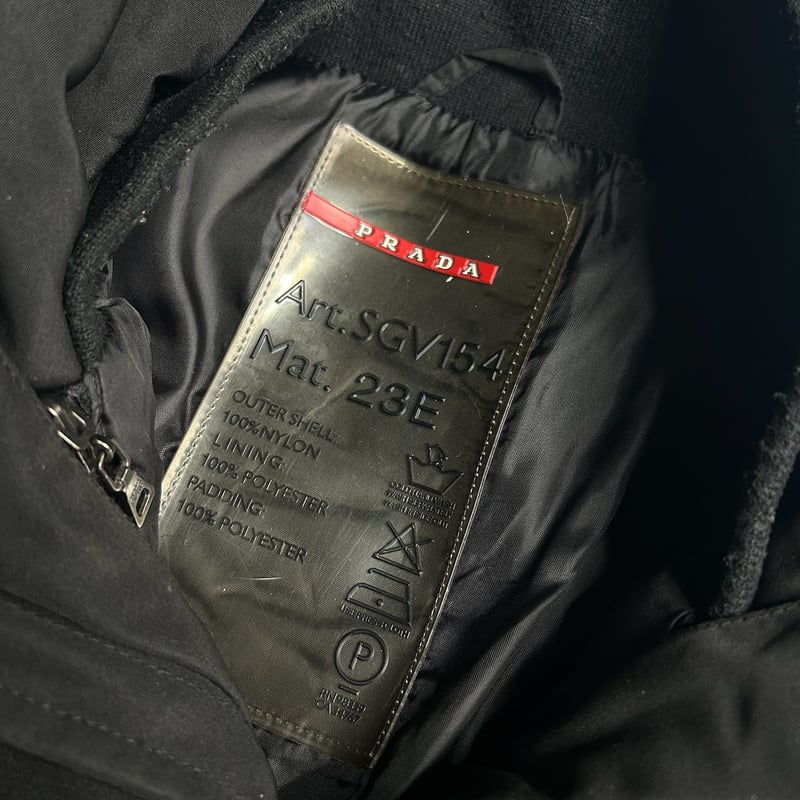 PRADA
Art. SGV154
Mat. 23E
OUTER SHELL:
100% NYLON
LINING:
100% POLYESTER
PADDING:
100% POLYESTER
P